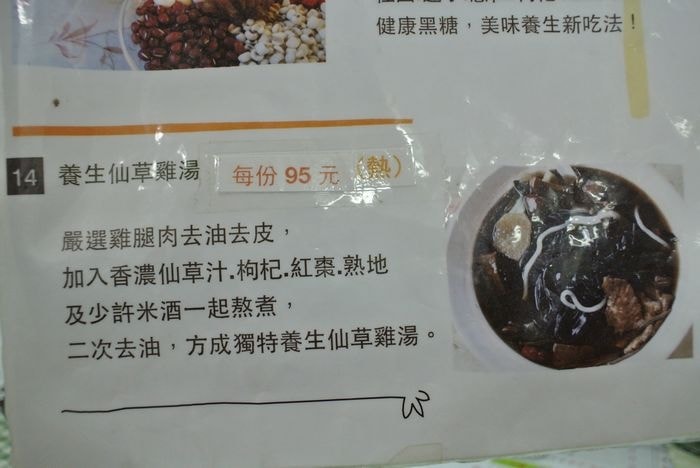 健康黑糖，美味養生新吃法！
14 養生仙草雞湯 每份 95 元（熱）
嚴選雞腿肉去油去皮，
加入香濃仙草汁.枸杞.紅棗.熟地
及少許米酒一起熬煮，
二次去油，方成獨特養生仙草雞湯。